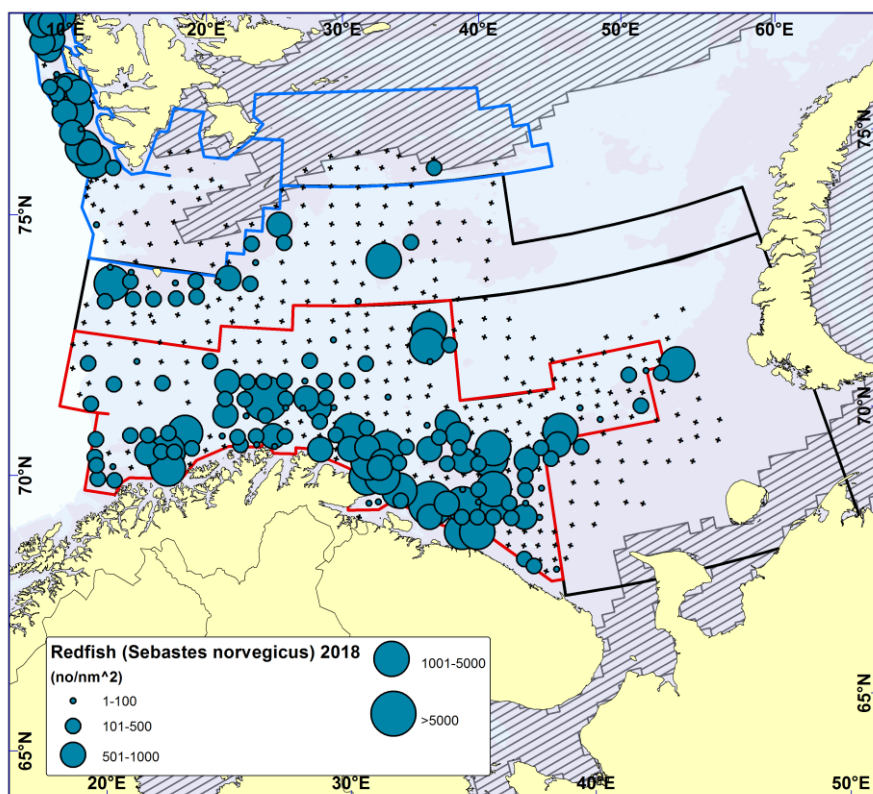 10°E 20°E 30°E 40°E 50°E 60°E
75°N
75°N
70°N
70°N
Redfish (Sebastes norvegicus) 2018
(no/nm^2)
1-100
101-500
501-1000
1001-5000
>5000
65°N
65°N
20°E 30°E 40°E 50°E